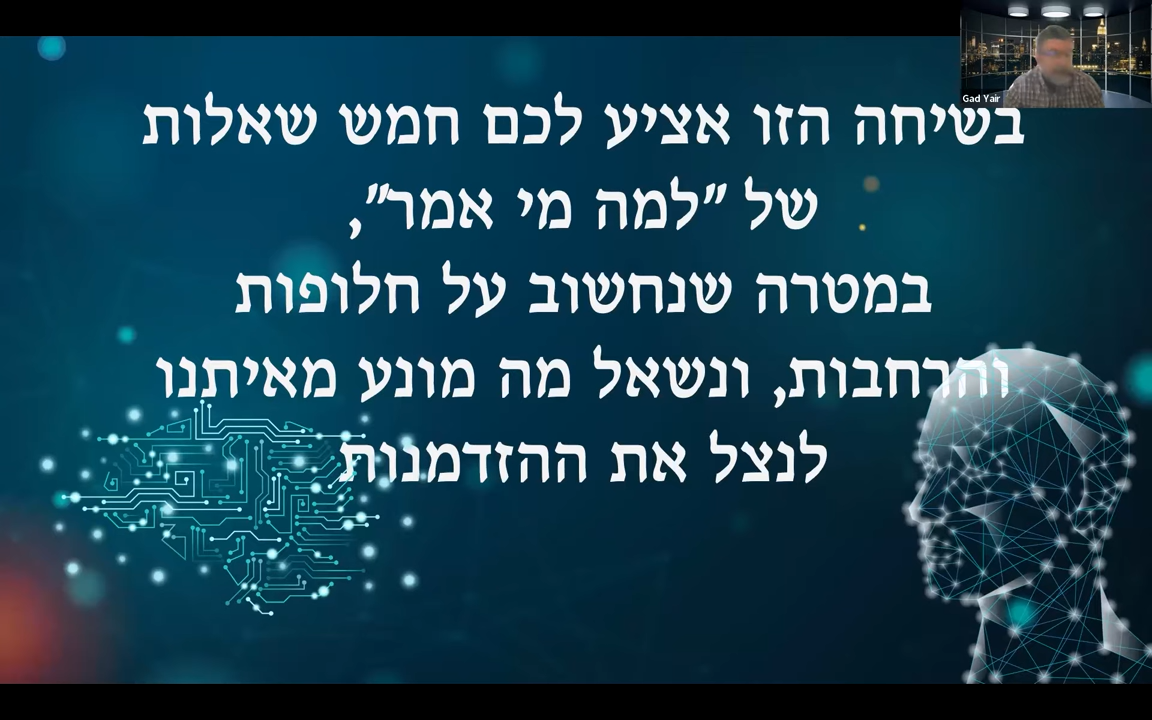 Gad Yair
בשיחה הזו אציע לכם חמש שאלות
של "למה מי אמר",
במטרה שנחשוב על חלופות
והרחבות, ונשאל מה מונע מאיתנו
לנצל את ההזדמנות